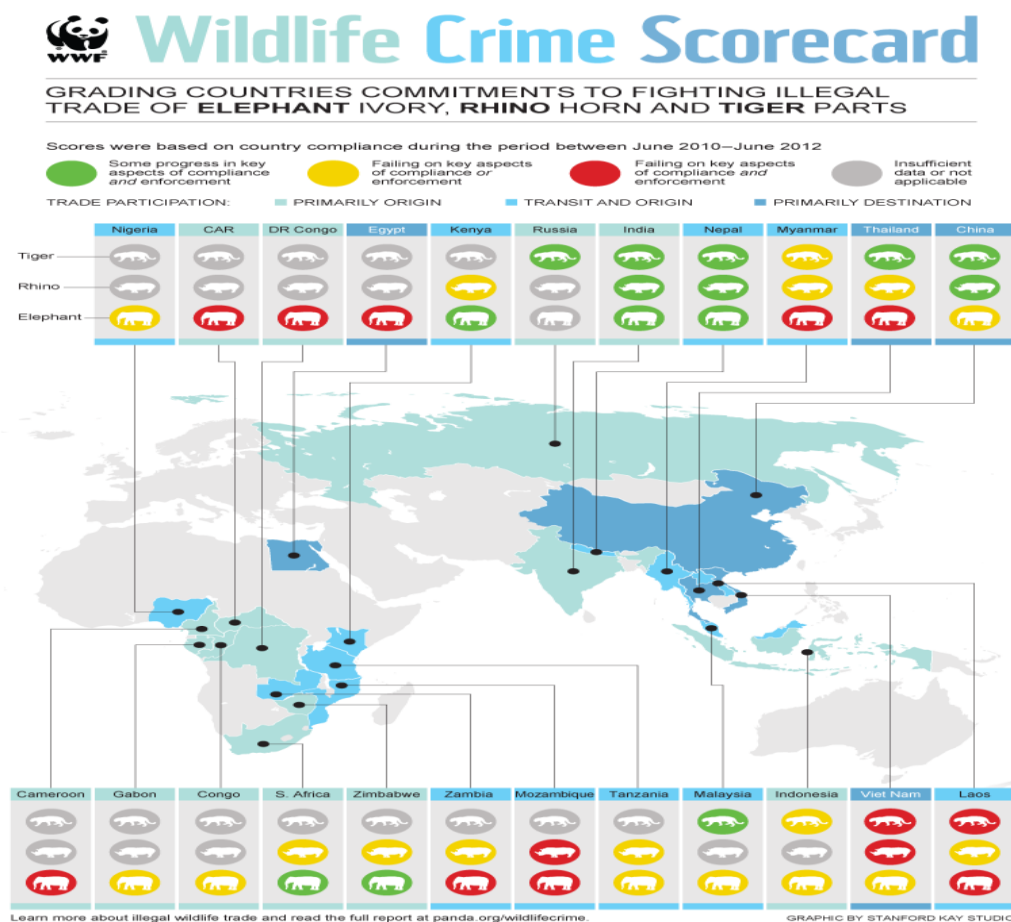 WWF
Wildlife Crime Scorecard
GRADING COUNTRIES COMMITMENTS TO FIGHTING ILLEGAL
TRADE OF ELEPHANT IVORY, RHINO HORN AND TIGER PARTS
Scores were based on country compliance during the period between June 2010–June 2012
Some progress in key
aspects of compliance
and enforcement
Failing on key aspects
of compliance or
enforcement
Failing on key aspects
of compliance and
enforcement
Insufficient
data or not
applicable
TRADE PARTICIPATION: PRIMARILY ORIGIN TRANSIT AND ORIGIN PRIMARILY DESTINATION
Nigeria CAR DR Congo Egypt Kenya Russia India Nepal Myanmar Thailand China
Tiger
Rhino
Elephant
Cameroon Gabon Congo S. Africa Zimbabwe Zambia Mozambique Tanzania Malaysia Indonesia Viet Nam Laos
Learn more about illegal wildlife trade and read the full report at panda.org/wildlifecrime.
GRAPHIC BY STANFORD KAY STUDIO